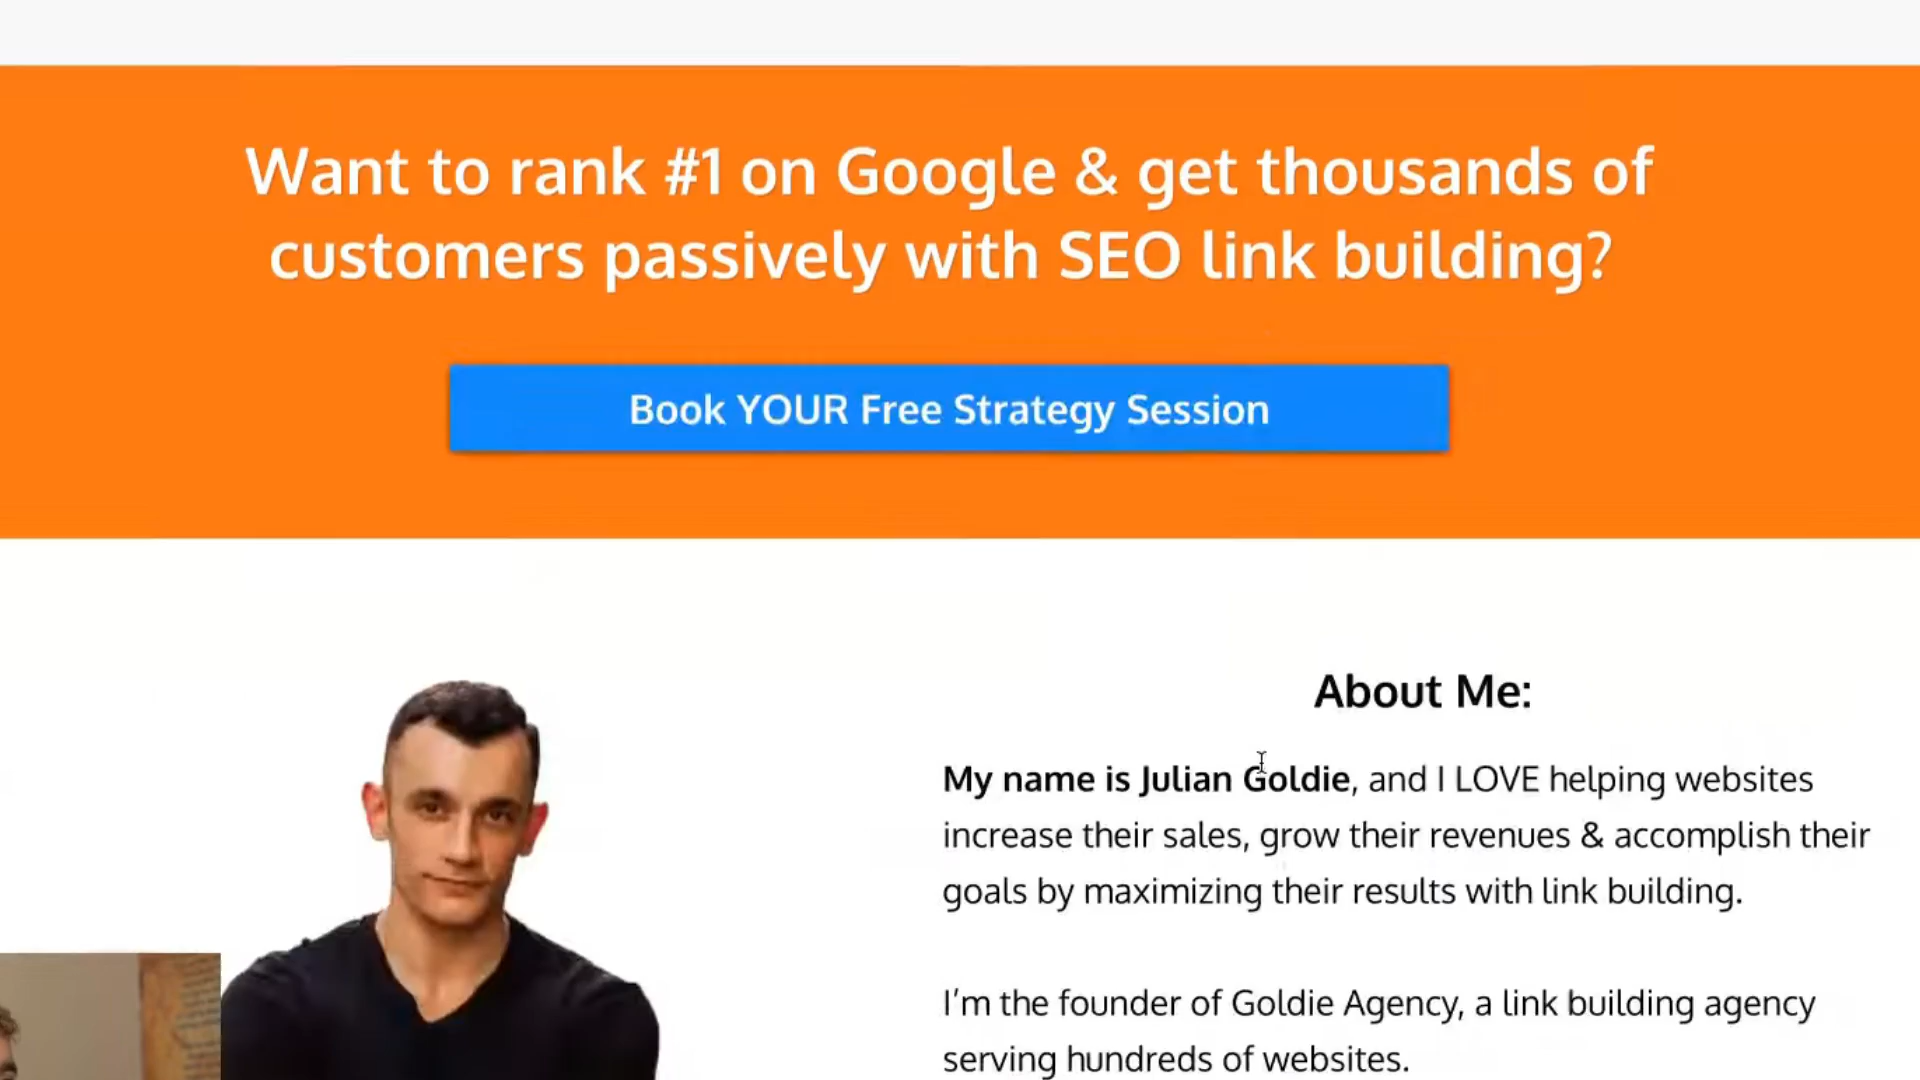 Want to rank #1 on Google & get thousands of
customers passively with SEO link building?
Book YOUR Free Strategy Session
About Me:
My name is Julian Goldie, and I LOVE helping websites
increase their sales, grow their revenues & accomplish their
goals by maximizing their results with link building.
I'm the founder of Goldie Agency, a link building agency
serving hundreds of websites.